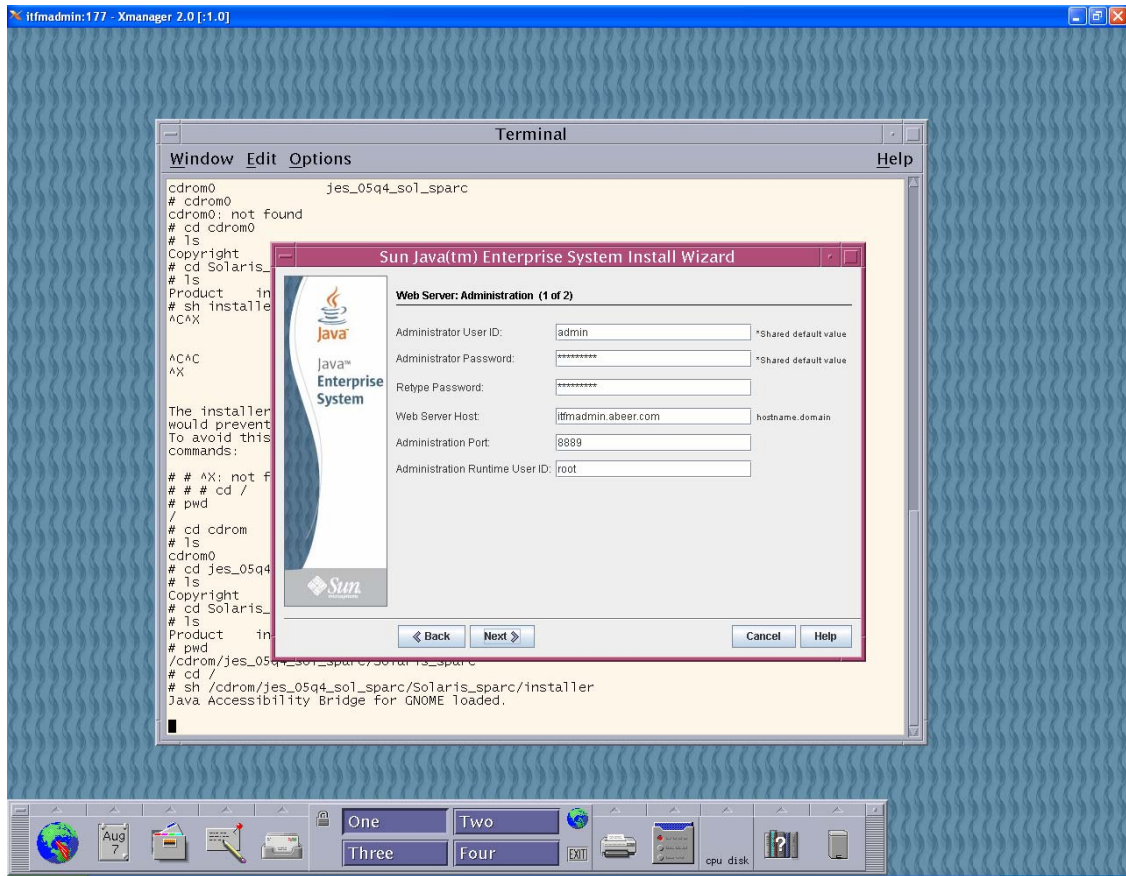 itfmadmin:177 - Xmanager 2.0 [:1.0]
Terminal
Window Edit Options Help
cdrom0 jes_05q4_sol_sparc
# cdrom0
cdrom0: not found
# cd cdrom0
# ls
Copyright
# cd Solaris_
# ls
Product in
# sh installe
^C^X
^C^C
^X
The installer
would prevent
To avoid this
commands:
# # ^X: not f
# # # cd /
# pwd
/
# cd cdrom
# ls
cdrom0
# cd jes_05q4
# ls
Copyright
# cd Solaris_
# ls
Product in
# pwd
/cdrom/jes_05q4_sol_sparc/Solaris_sparc
# cd /
# sh /cdrom/jes_05q4_sol_sparc/Solaris_sparc/installer
Java Accessibility Bridge for GNOME loaded.
Sun Java(tm) Enterprise System Install Wizard
Java
Java™
Enterprise
System
Sun
Web Server: Administration (1 of 2)
Administrator User ID: admin *Shared default value
Administrator Password: ********* *Shared default value
Retype Password: *********
Web Server Host: itfmadmin.abeer.com hostname.domain
Administration Port: 8889
Administration Runtime User ID: root
Back Next Cancel Help
Aug
7
One Two
Three Four
EXIT
cpu disk